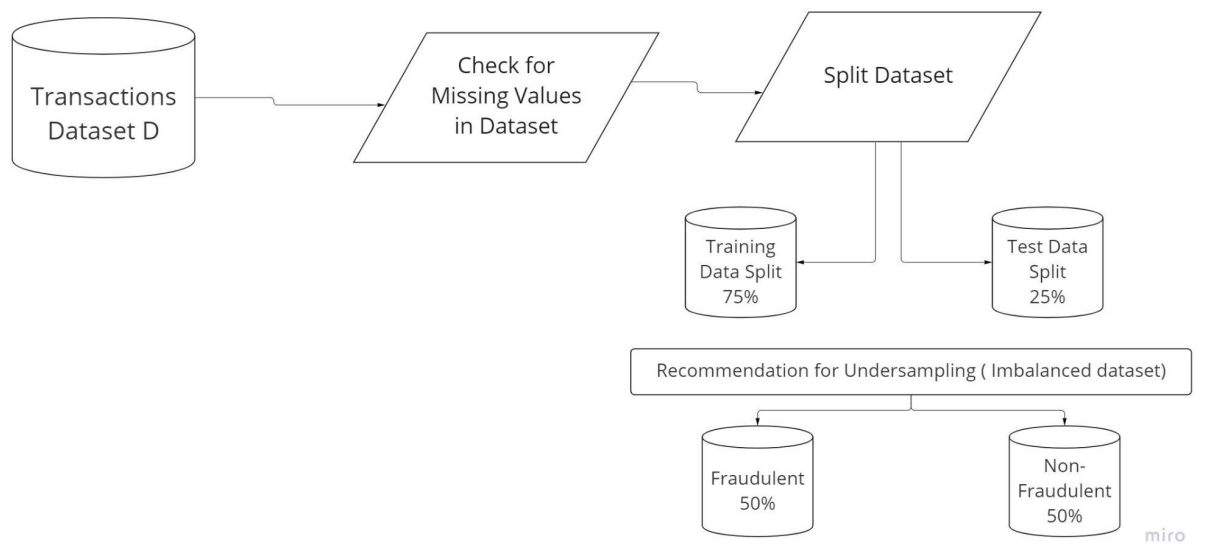 Transactions
Dataset D
Check for
Missing Values
in Dataset
Split Dataset
Training
Data Split
75%
Test Data
Split
25%
Recommendation for Undersampling ( Imbalanced dataset)
Fraudulent
50%
Non-
Fraudulent
50%
miro